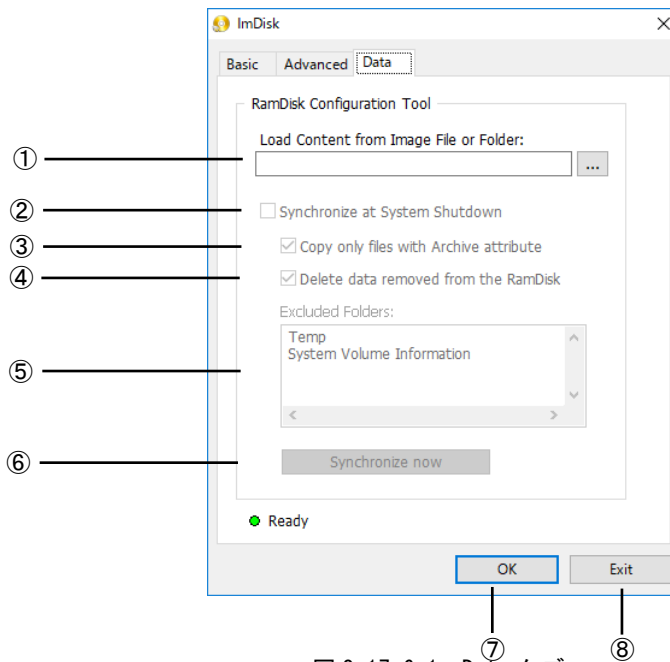 ImDisk
Basic Advanced Data
RamDisk Configuration Tool
Load Content from Image File or Folder:
① ...
② Synchronize at System Shutdown
③ Copy only files with Archive attribute
④ Delete data removed from the RamDisk
Excluded Folders:
Temp
System Volume Information
⑤
⑥ Synchronize now
Ready
OK Exit
⑦ ⑧